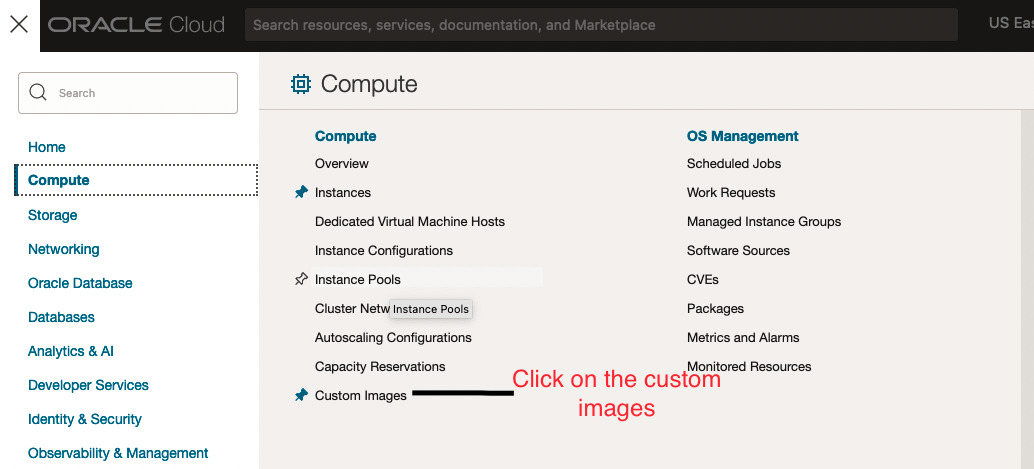 ORACLE Cloud
Search resources, services, documentation, and Marketplace
US Eas
Search
Home
Compute
Storage
Networking
Oracle Database
Databases
Analytics & AI
Developer Services
Identity & Security
Observability & Management
Compute
Compute
Overview
Instances
Dedicated Virtual Machine Hosts
Instance Configurations
Instance Pools
Cluster Netw
Instance Pools
Autoscaling Configurations
Capacity Reservations
Custom Images
OS Management
Scheduled Jobs
Work Requests
Managed Instance Groups
Software Sources
CVEs
Packages
Metrics and Alarms
Monitored Resources
Click on the custom
images